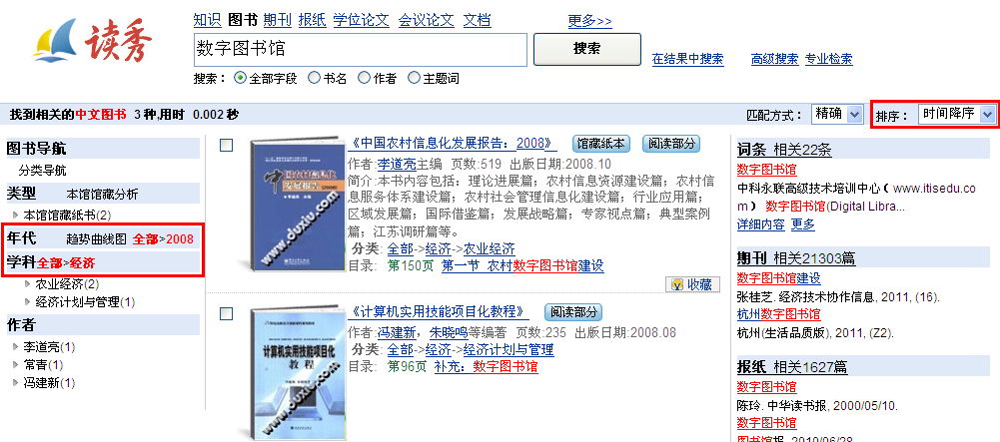 读秀
知识 图书 期刊 报纸 学位论文 会议论文 文档 更多>>
数字图书馆 搜索 在结果中搜索 高级搜索 专业检索
搜索： 全部字段 书名 作者 主题词
找到相关的中文图书 3 种,用时 0.002 秒 匹配方式： 精确 排序： 时间降序
图书导航
分类导航
类型 本馆馆藏分析
本馆馆藏纸书(2)
年代 趋势曲线图 全部>2008
学科全部>经济
农业经济(2)
经济计划与管理(1)
作者
李道亮(1)
常青(1)
冯建新(1)
《中国农村信息化发展报告：2008》 馆藏纸本 阅读部分
作者:李道亮主编 页数:519 出版日期:2008.10
简介:本书内容包括：理论进展篇；农村信息资源建设篇；农村信
息服务体系建设篇；农村社会管理信息化建设篇；行业应用篇；
区域发展篇；国际借鉴篇；发展战略篇；专家视点篇；典型案例
篇；江苏调研篇等。
分类: 全部->经济->农业经济
目录: 第150页 第一节 农村数字图书馆建设
收藏
中国农村信息化
发展报告
www.duxiu.com
《计算机实用技能项目化教程》 阅读部分
作者:冯建新，朱晓鸣等编著 页数:235 出版日期:2008.08
分类: 全部->经济->经济计划与管理
目录: 第96页 补充：数字图书馆
计算机实用技能项目化
教程
www.duxiu.com
词条 相关22条
数字图书馆
中科永联高级技术培训中心（www.itisedu.co
m） 数字图书馆(Digital Libra...
详细内容 更多
期刊 相关21303篇
数字图书馆建设
张桂芝. 经济技术协作信息, 2011, (16).
杭州数字图书馆
杭州(生活品质版), 2011, (Z2).
报纸 相关1627篇
数字图书馆
陈玲. 中华读书报, 2000/05/10.
数字图书馆
图书馆报, 2010/06/28